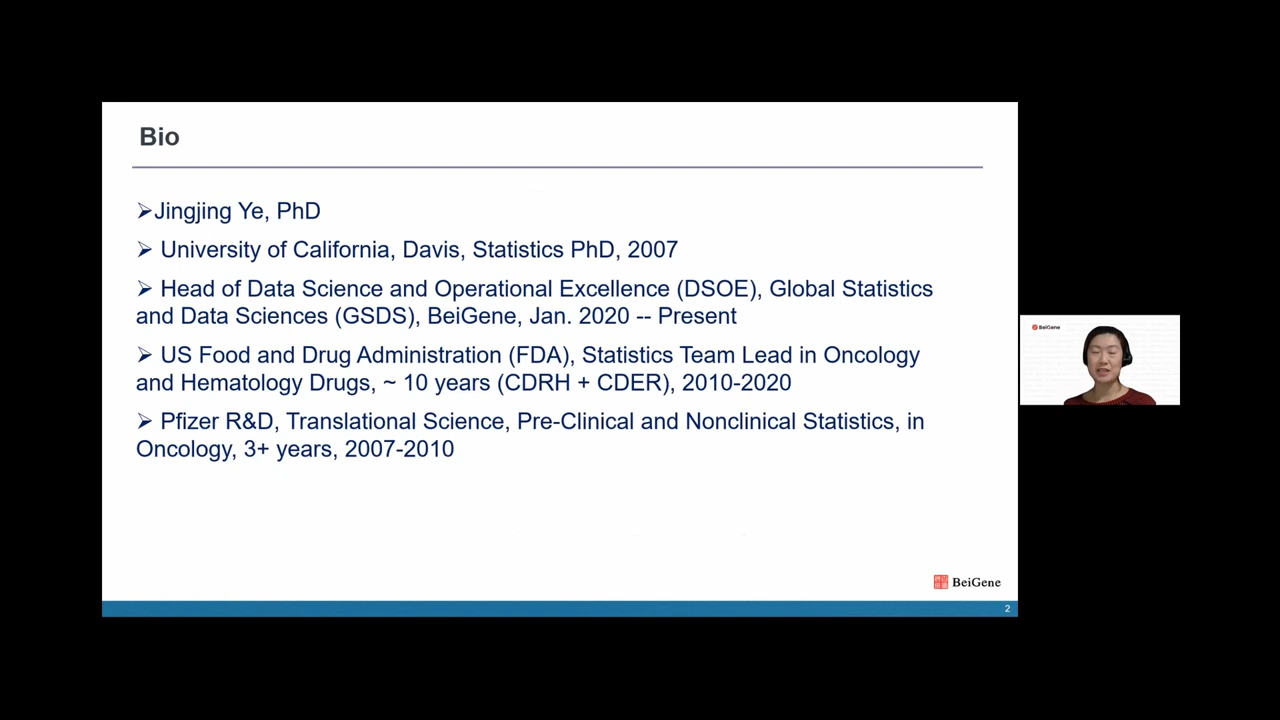 Bio
➢Jingjing Ye, PhD
➢ University of California, Davis, Statistics PhD, 2007
➢ Head of Data Science and Operational Excellence (DSOE), Global Statistics
and Data Sciences (GSDS), BeiGene, Jan. 2020 -- Present
➢ US Food and Drug Administration (FDA), Statistics Team Lead in Oncology
and Hematology Drugs, ~ 10 years (CDRH + CDER), 2010-2020
➢ Pfizer R&D, Translational Science, Pre-Clinical and Nonclinical Statistics, in
Oncology, 3+ years, 2007-2010
BeiGene
2
BeiGene